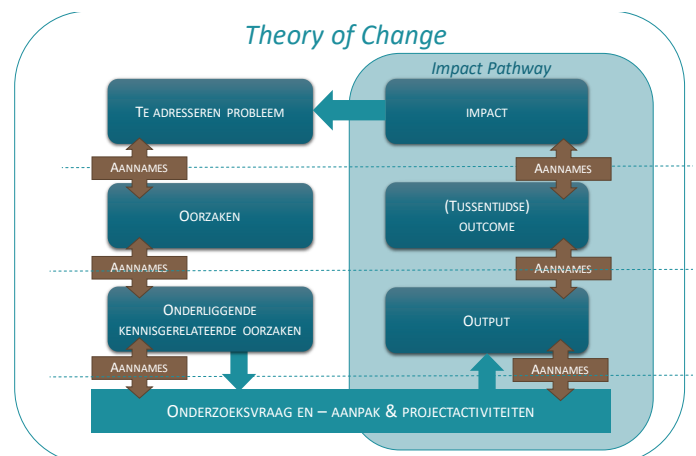 Theory of Change
Impact Pathway
TE ADRESSEREN PROBLEEM
IMPACT
AANNAMES
AANNAMES
OORZAKEN
(TUSSENTIJDSE)
OUTCOME
AANNAMES
AANNAMES
ONDERLIGGENDE
KENNISGERELATEERDE OORZAKEN
OUTPUT
AANNAMES
AANNAMES
ONDERZOEKSVRAAG EN – AANPAK & PROJECTACTIVITEITEN